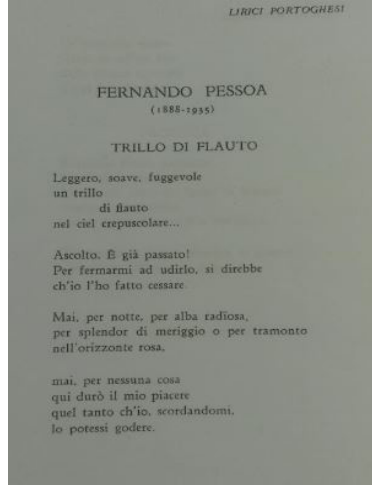 LIRICI PORTOGHESI
FERNANDO PESSOA
(1888-1935)
TRILLO DI FLAUTO
Leggero, soave, fuggevole
un trillo
di flauto
nel ciel crepuscolare...
Ascolto. È già passato!
Per fermarmi ad udirlo, si direbbe
ch'io l'ho fatto cessare.
Mai, per notte, per alba radiosa,
per splendor di meriggio o per tramonto
nell'orizzonte rosa,
mai, per nessuna cosa
qui durò il mio piacere
quel tanto ch'io, scordandomi,
lo potessi godere.